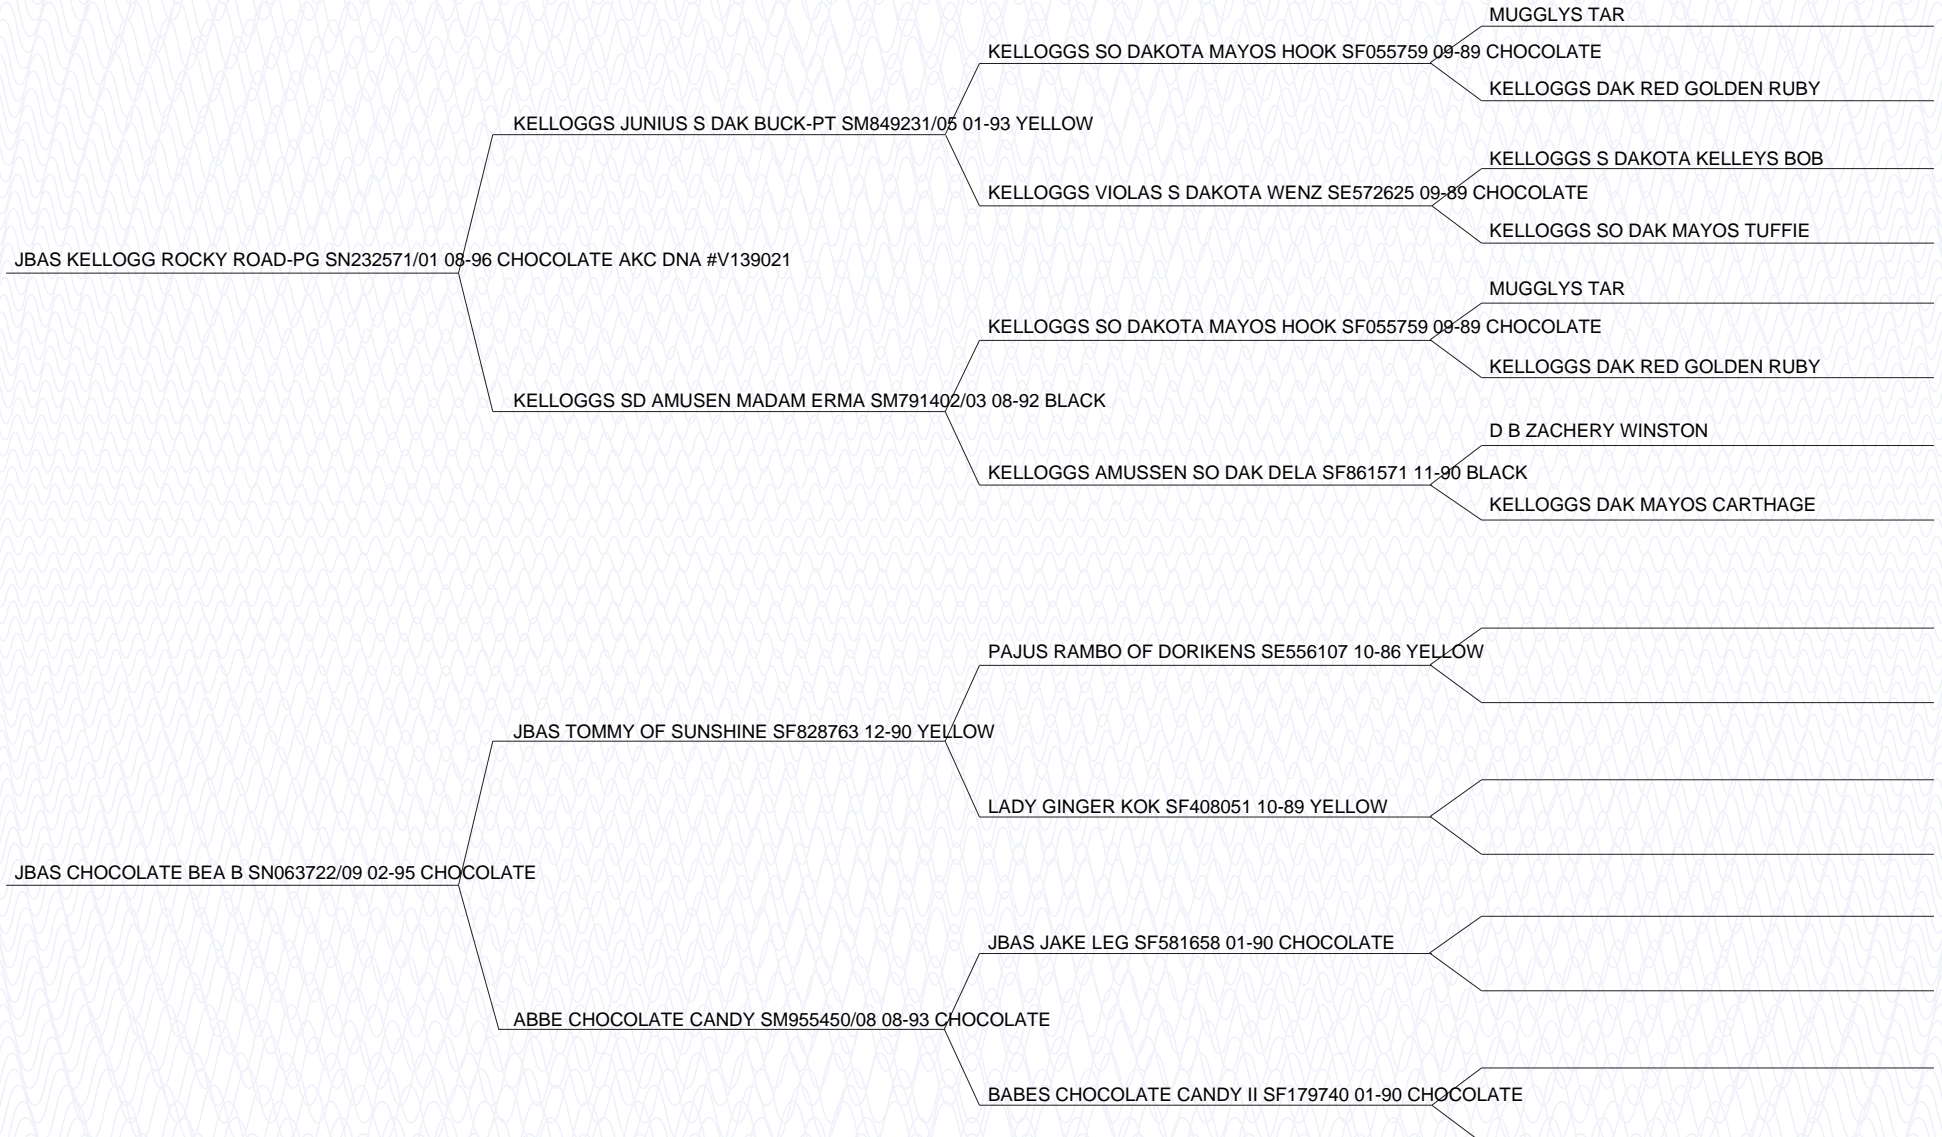 MUGGLYS TAR
KELLOGGS SO DAKOTA MAYOS HOOK SF055759 09-89 CHOCOLATE
KELLOGGS DAK RED GOLDEN RUBY
KELLOGGS JUNIUS S DAK BUCK-PT SM849231/05 01-93 YELLOW
KELLOGGS S DAKOTA KELLEYS BOB
KELLOGGS VIOLAS S DAKOTA WENZ SE572625 09-89 CHOCOLATE
KELLOGGS SO DAK MAYOS TUFFIE
JBAS KELLOGG ROCKY ROAD-PG SN232571/01 08-96 CHOCOLATE AKC DNA #V139021
MUGGLYS TAR
KELLOGGS SO DAKOTA MAYOS HOOK SF055759 09-89 CHOCOLATE
KELLOGGS DAK RED GOLDEN RUBY
KELLOGGS SD AMUSEN MADAM ERMA SM791402/03 08-92 BLACK
D B ZACHERY WINSTON
KELLOGGS AMUSSEN SO DAK DELA SF861571 11-90 BLACK
KELLOGGS DAK MAYOS CARTHAGE
PAJUS RAMBO OF DORIKENS SE556107 10-86 YELLOW
JBAS TOMMY OF SUNSHINE SF828763 12-90 YELLOW
LADY GINGER KOK SF408051 10-89 YELLOW
JBAS CHOCOLATE BEA B SN063722/09 02-95 CHOCOLATE
JBAS JAKE LEG SF581658 01-90 CHOCOLATE
ABBE CHOCOLATE CANDY SM955450/08 08-93 CHOCOLATE
BABES CHOCOLATE CANDY II SF179740 01-90 CHOCOLATE